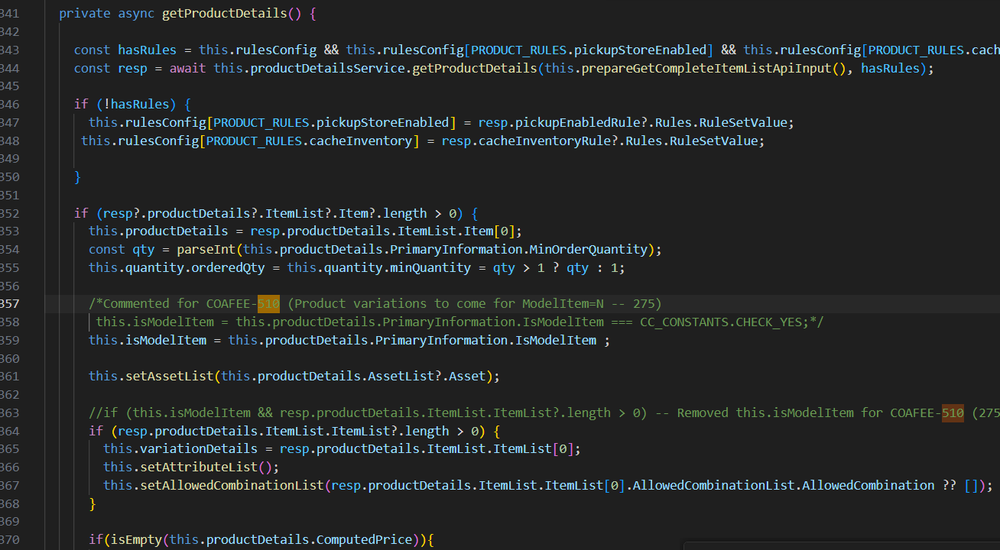 341 private async getProductDetails() {
342
343 const hasRules = this.rulesConfig && this.rulesConfig[PRODUCT_RULES.pickupStoreEnabled] && this.rulesConfig[PRODUCT_RULES.cach
344 const resp = await this.productDetailsService.getProductDetails(this.prepareGetCompleteItemListApiInput(), hasRules);
345
346 if (!hasRules) {
347 this.rulesConfig[PRODUCT_RULES.pickupStoreEnabled] = resp.pickupEnabledRule?.Rules.RuleSetValue;
348 this.rulesConfig[PRODUCT_RULES.cacheInventory] = resp.cacheInventoryRule?.Rules.RuleSetValue;
349
350 }
351
352 if (resp?.productDetails?.ItemList?.Item?.length > 0) {
353 this.productDetails = resp.productDetails.ItemList.Item[0];
354 const qty = parseInt(this.productDetails.PrimaryInformation.MinOrderQuantity);
355 this.quantity.orderedQty = this.quantity.minQuantity = qty > 1 ? qty : 1;
356
357 /*Commented for COAFEE-510 (Product variations to come for ModelItem=N -- 275)
358 this.isModelItem = this.productDetails.PrimaryInformation.IsModelItem === CC_CONSTANTS.CHECK_YES;*/
359 this.isModelItem = this.productDetails.PrimaryInformation.IsModelItem ;
360
361 this.setAssetList(this.productDetails.AssetList?.Asset);
362
363 //if (this.isModelItem && resp.productDetails.ItemList.ItemList?.length > 0) -- Removed this.isModelItem for COAFEE-510 (275
364 if (resp.productDetails.ItemList.ItemList?.length > 0) {
365 this.variationDetails = resp.productDetails.ItemList.ItemList[0];
366 this.setAttributeList();
367 this.setAllowedCombinationList(resp.productDetails.ItemList.ItemList[0].AllowedCombinationList.AllowedCombination ?? []);
368 }
369
370 if(isEmpty(this.productDetails.ComputedPrice)){